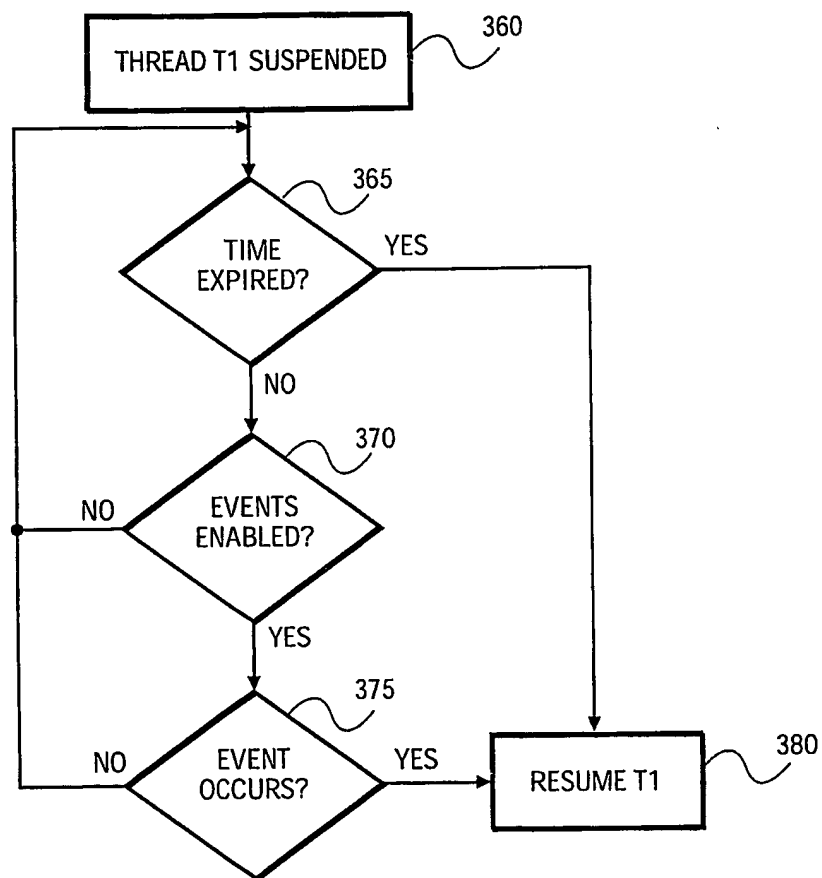 THREAD T1 SUSPENDED
360
365
TIME
EXPIRED?
YES
NO
370
EVENTS
ENABLED?
NO
YES
375
EVENT
OCCURS?
NO
YES
RESUME T1
380